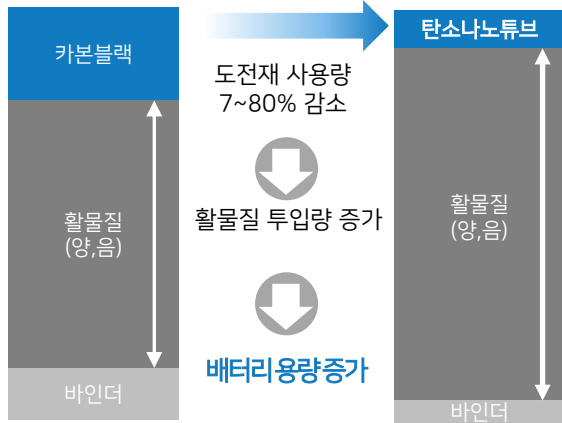 카본블랙
활물질
(양,음)
바인더
도전재 사용량
7~80% 감소
활물질 투입량 증가
배터리용량증가
탄소나노튜브
활물질
(양,음)
바인더